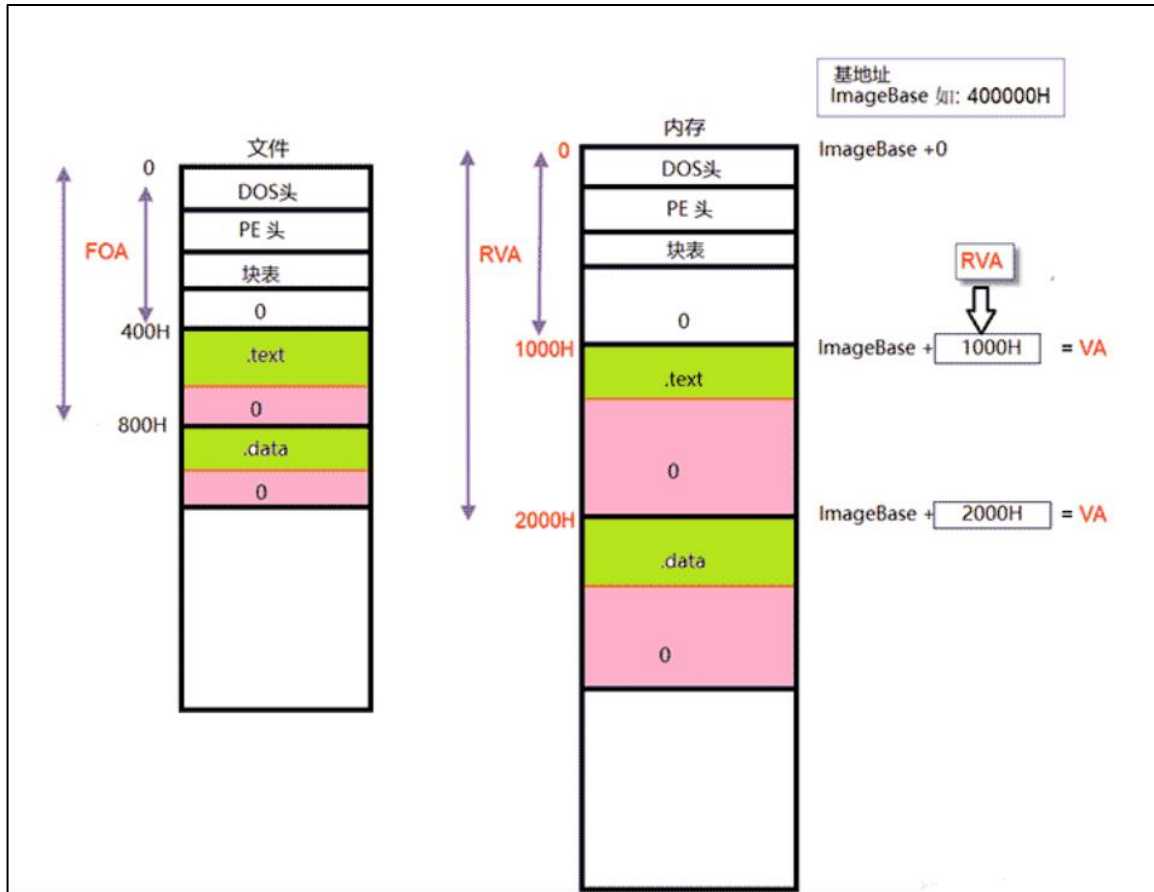 基地址
ImageBase 如: 400000H
文件
0
DOS头
PE 头
块表
0
400H
.text
0
800H
.data
0
FOA
内存
0
DOS头
PE 头
块表
0
1000H
.text
0
2000H
.data
0
RVA
ImageBase +0
RVA
ImageBase + 1000H = VA
ImageBase + 2000H = VA